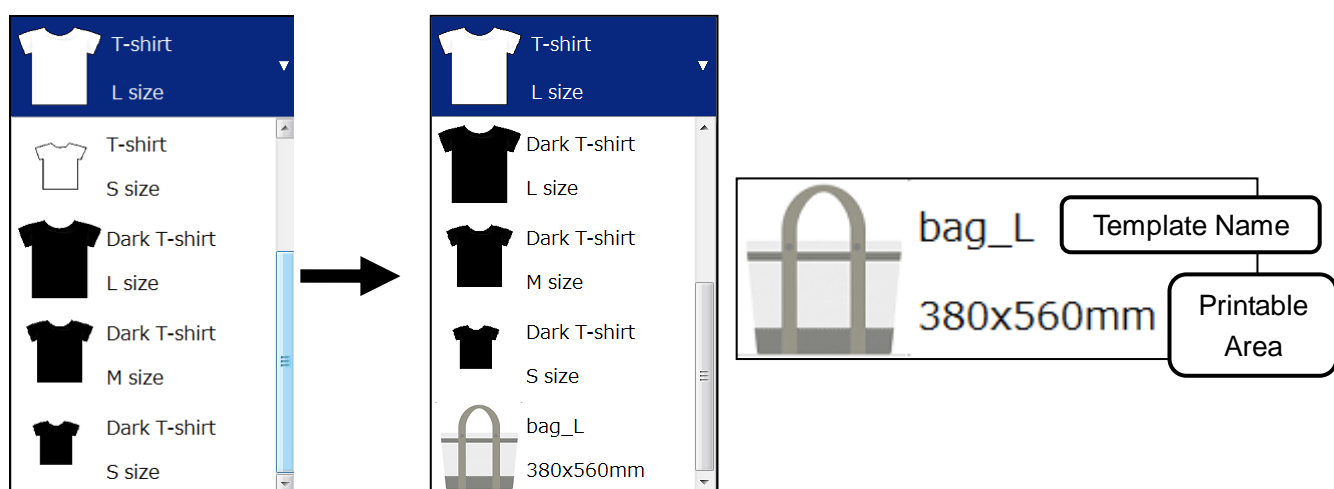 T-shirt
L size
T-shirt
S size
Dark T-shirt
L size
Dark T-shirt
M size
Dark T-shirt
S size
T-shirt
L size
Dark T-shirt
L size
Dark T-shirt
M size
Dark T-shirt
S size
bag_L
380x560mm
bag_L
380x560mm
Template Name
Printable
Area